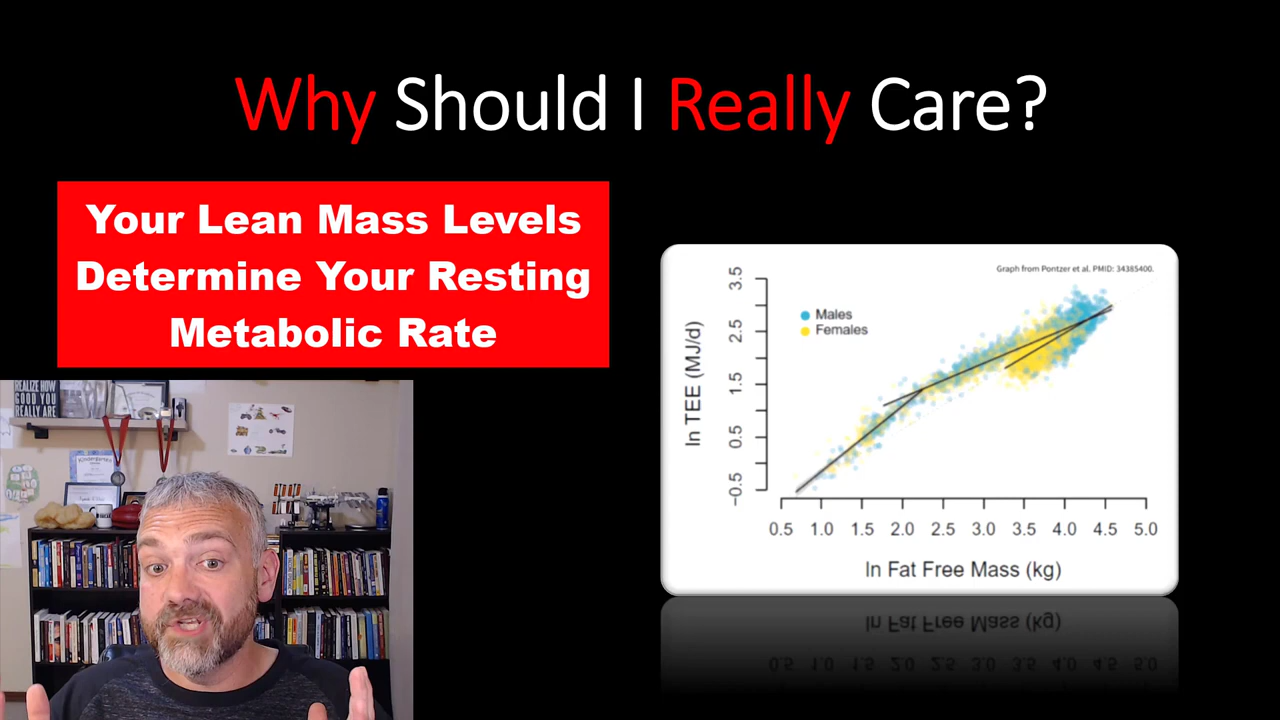 Why Should I Really Care?
Your Lean Mass Levels
Determine Your Resting
Metabolic Rate
Graph from Pontzer et al. PMID: 34385400.
Males
Females
ln TEE (MJ/d)
3.5
2.5
1.5
0.5
−0.5
0.5 1.0 1.5 2.0 2.5 3.0 3.5 4.0 4.5 5.0
ln Fat Free Mass (kg)
REALIZE HOW
GOOD YOU
REALLY ARE